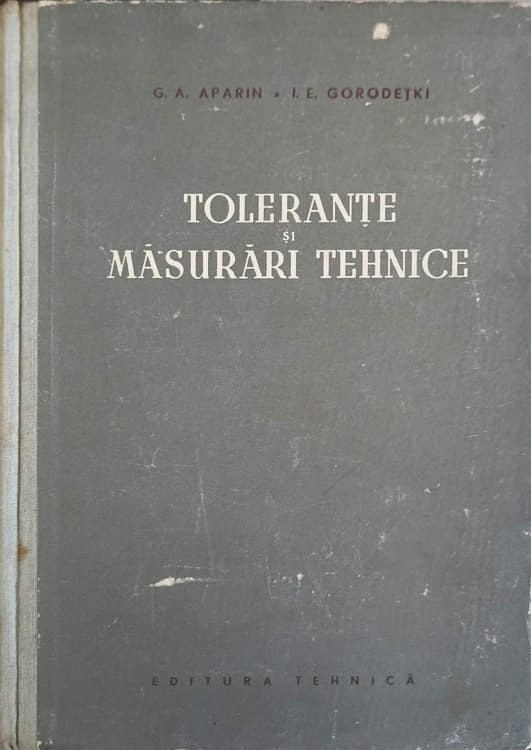 G. A. APARIN • I. E. GORODEȚKI
TOLERANȚE
ȘI
MĂSURĂRI TEHNICE
EDITURA TEHNICĂ